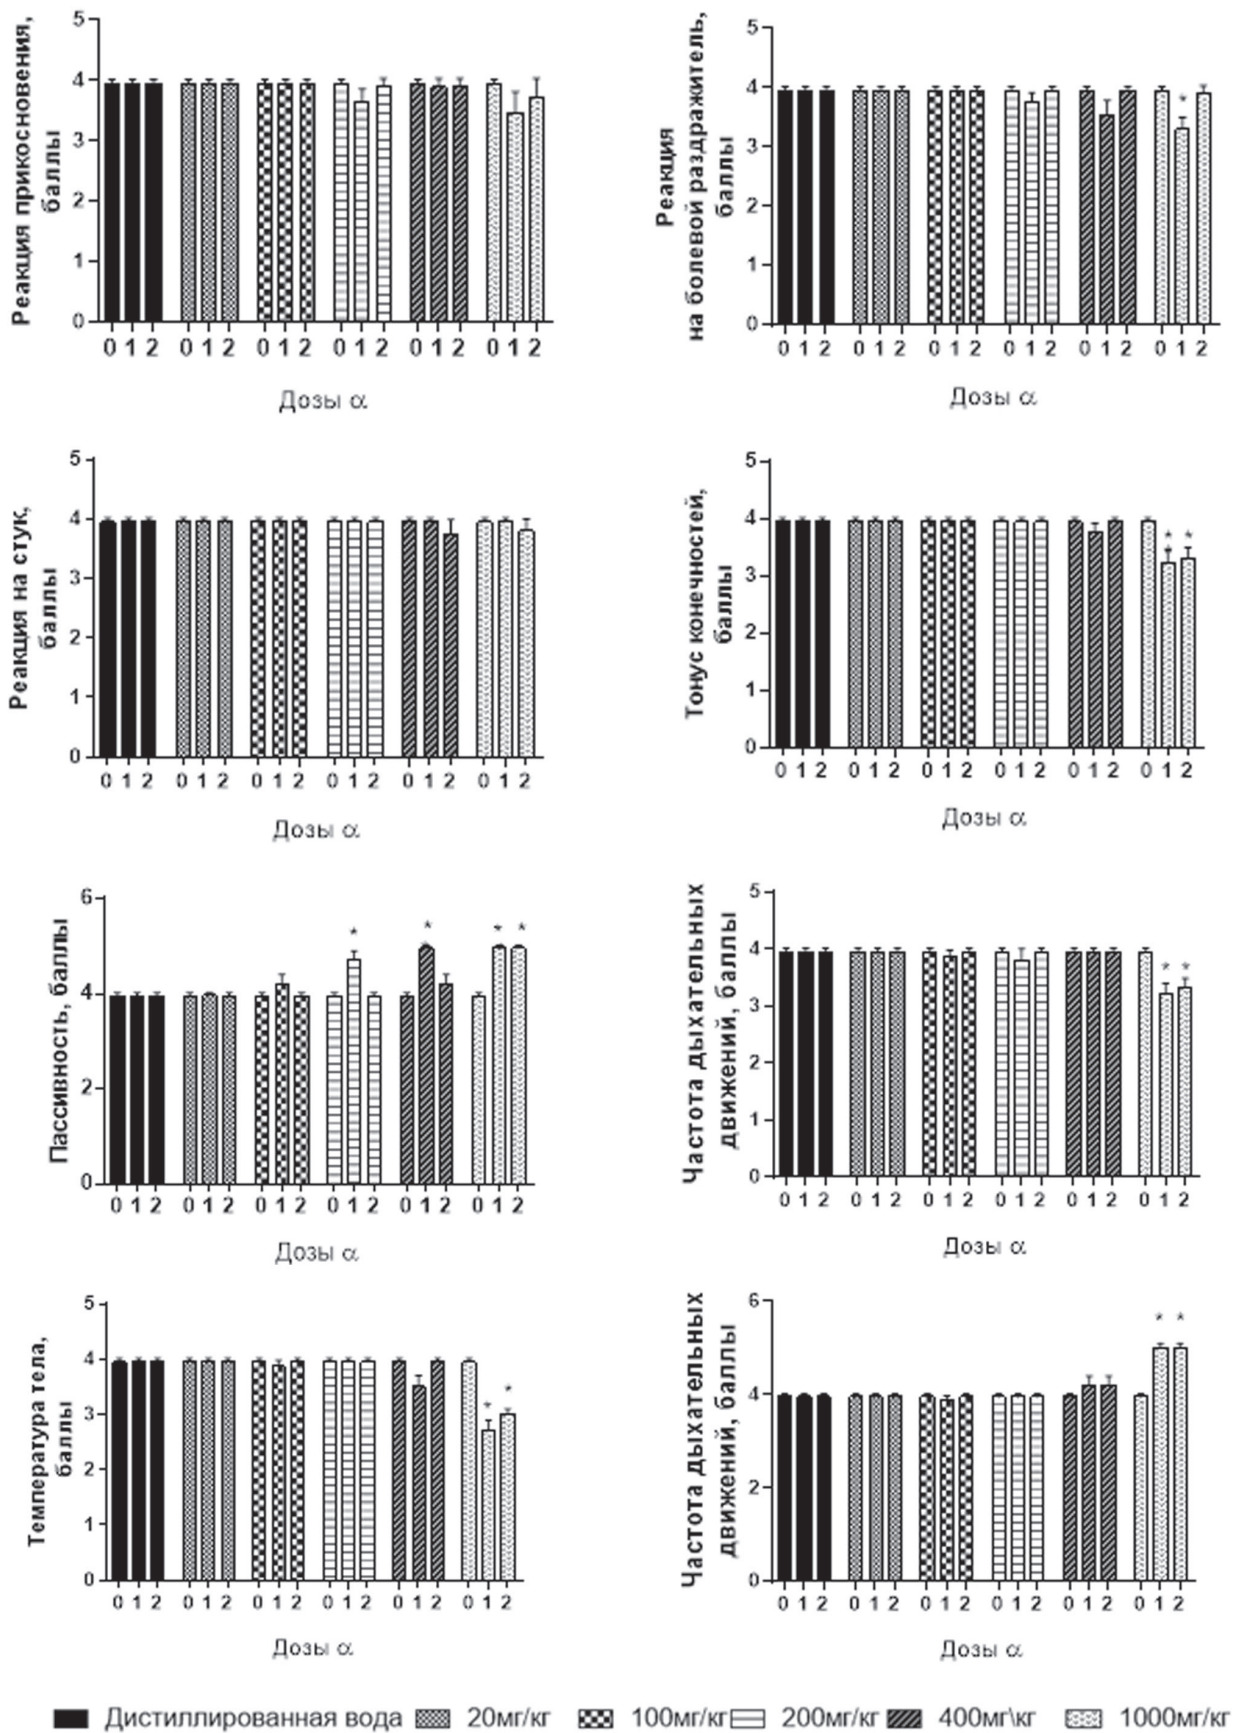 Реакция прикосновения,
баллы
5
4
3
2
1
0
0 1 2 0 1 2 0 1 2 0 1 2 0 1 2 0 1 2
Дозы α
Реакция
на болевой раздражитель,
баллы
5
4
3
2
1
0
*
0 1 2 0 1 2 0 1 2 0 1 2 0 1 2 0 1 2
Дозы α
Реакция на стук,
баллы
5
4
3
2
1
0
0 1 2 0 1 2 0 1 2 0 1 2 0 1 2 0 1 2
Дозы α
Тонус конечностей,
баллы
5
4
3
2
1
0
* *
*
0 1 2 0 1 2 0 1 2 0 1 2 0 1 2 0 1 2
Дозы α
Пассивность, баллы
6
4
2
0
* * * *
0 1 2 0 1 2 0 1 2 0 1 2 0 1 2 0 1 2
Дозы α
Частота дыхательных
движений, баллы
5
4
3
2
1
0
* *
0 1 2 0 1 2 0 1 2 0 1 2 0 1 2 0 1 2
Дозы α
Температура тела,
баллы
5
4
3
2
1
0
* *
0 1 2 0 1 2 0 1 2 0 1 2 0 1 2 0 1 2
Дозы α
Частота дыхательных
движений, баллы
6
4
2
0
* *
0 1 2 0 1 2 0 1 2 0 1 2 0 1 2 0 1 2
Дозы α
Дистиллированная вода 20мг/кг 100мг/кг 200мг/кг 400мг\кг 1000мг/кг